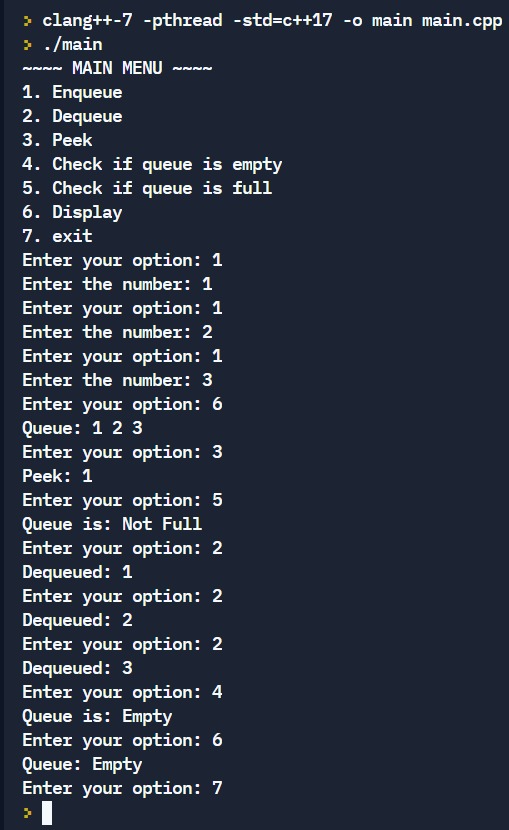 > clang++-7 -pthread -std=c++17 -o main main.cpp
> ./main
~~~~ MAIN MENU ~~~~
1. Enqueue
2. Dequeue
3. Peek
4. Check if queue is empty
5. Check if queue is full
6. Display
7. exit
Enter your option: 1
Enter the number: 1
Enter your option: 1
Enter the number: 2
Enter your option: 1
Enter the number: 3
Enter your option: 6
Queue: 1 2 3
Enter your option: 3
Peek: 1
Enter your option: 5
Queue is: Not Full
Enter your option: 2
Dequeued: 1
Enter your option: 2
Dequeued: 2
Enter your option: 2
Dequeued: 3
Enter your option: 4
Queue is: Empty
Enter your option: 6
Queue: Empty
Enter your option: 7
>